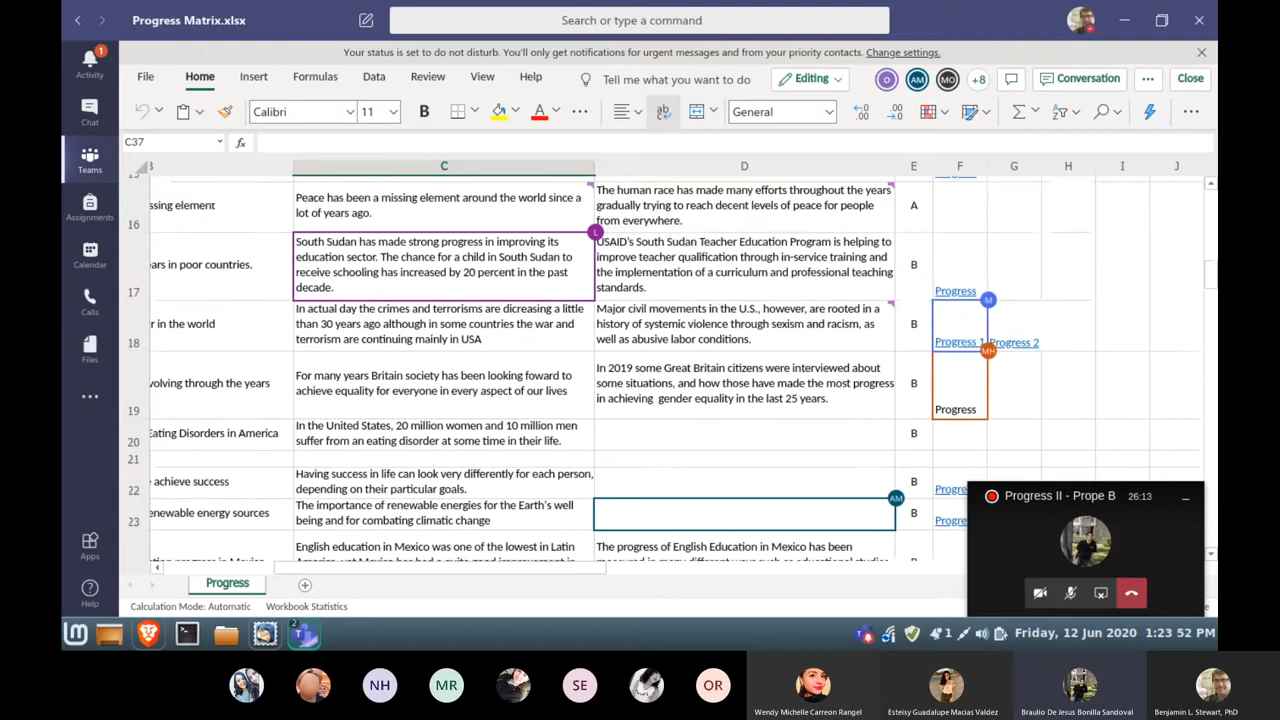 Progress Matrix.xlsx
Search or type a command
Your status is set to do not disturb. You'll only get notifications for urgent messages and from your priority contacts. Change settings.
Activity
1
Chat
Teams
Assignments
Calendar
Calls
Files
Apps
Help
File Home Insert Formulas Data Review View Help Tell me what you want to do Editing O AM MO +8 Conversation Close
Calibri 11 B A ab General
C37 fx
C D E F G H I J
Progress
16
ssing element
Peace has been a missing element around the world since a
lot of years ago.
The human race has made many efforts throughout the years
gradually trying to reach decent levels of peace for people
from everywhere.
A
L
17
ars in poor countries.
South Sudan has made strong progress in improving its
education sector. The chance for a child in South Sudan to
receive schooling has increased by 20 percent in the past
decade.
USAID's South Sudan Teacher Education Program is helping to
improve teacher qualification through in-service training and
the implementation of a curriculum and professional teaching
standards.
B
Progress
M
18
r in the world
In actual day the crimes and terrorisms are dicreasing a little
than 30 years ago although in some countries the war and
terrorism are continuing mainly in USA
Major civil movements in the U.S., however, are rooted in a
history of systemic violence through sexism and racism, as
well as abusive labor conditions.
B
Progress 1
Progress 2
MH
19
volving through the years
For many years Britain society has been looking foward to
achieve equality for everyone in every aspect of our lives
In 2019 some Great Britain citizens were interviewed about
some situations, and how those have made the most progress
in achieving gender equality in the last 25 years.
B
Progress
20
Eating Disorders in America
In the United States, 20 million women and 10 million men
suffer from an eating disorder at some time in their life.
B
21
22
achieve success
Having success in life can look very differently for each person,
depending on their particular goals.
B
Progre
AM
23
enewable energy sources
The importance of renewable energies for the Earth's well
being and for combating climatic change
B
Progre
English education in Mexico was one of the lowest in Latin
The progress of English Education in Mexico has been
Progress II - Prope B 26:13
Progress
Calculation Mode: Automatic Workbook Statistics
2
1 Friday, 12 Jun 2020 1:23 52 PM
NH MR SE OR
Wendy Michelle Carreon Rangel
Esteisy Guadalupe Macias Valdez
Braulio De Jesus Bonilla Sandoval
Benjamin L. Stewart, PhD